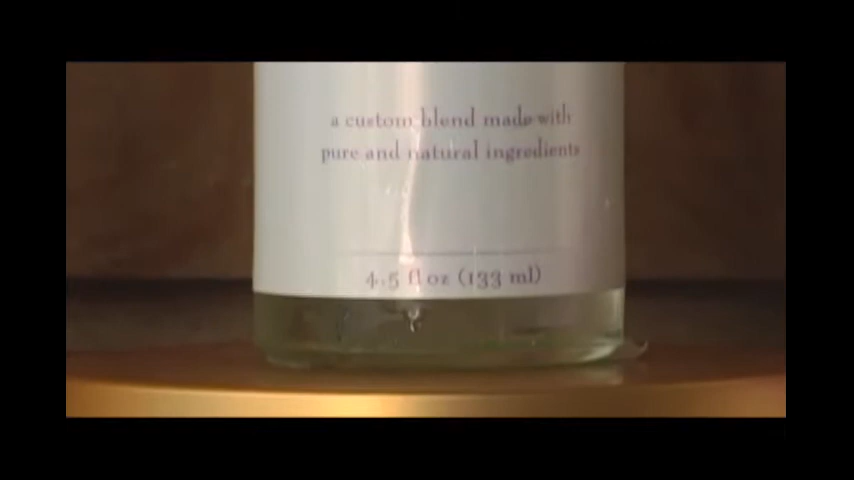 a custom blend made with
pure and natural ingredients
4.5 fl oz (133 ml)